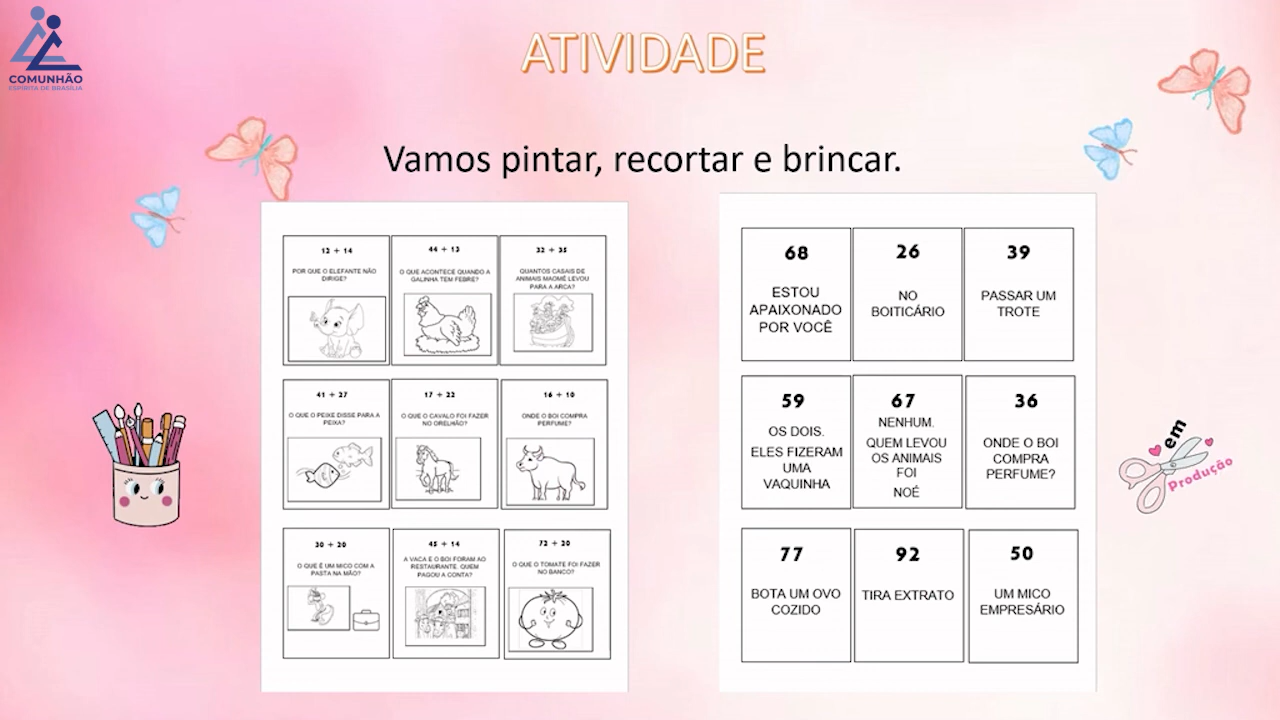 COMUNHÃO
ESPÍRITA DE BRASÍLIA
ATIVIDADE
Vamos pintar, recortar e brincar.
12 + 14
POR QUE O ELEFANTE NÃO
DIRIGE?
44 + 13
O QUE ACONTECE QUANDO A
GALINHA TEM FEBRE?
32 + 35
QUANTOS CASAIS DE
ANIMAIS MAOMÉ LEVOU
PARA A ARCA?
41 + 27
O QUE O PEIXE DISSE PARA A
PEIXA?
17 + 22
O QUE O CAVALO FOI FAZER
NO ORELHÃO?
16 + 10
ONDE O BOI COMPRA
PERFUME?
30 + 20
O QUE É UM MICO COM A
PASTA NA MÃO?
45 + 14
A VACA E O BOI FORAM AO
RESTAURANTE. QUEM
PAGOU A CONTA?
72 + 20
O QUE O TOMATE FOI FAZER
NO BANCO?
68
ESTOU
APAIXONADO
POR VOCÊ
26
NO
BOITICÁRIO
39
PASSAR UM
TROTE
59
OS DOIS.
ELES FIZERAM
UMA
VAQUINHA
67
NENHUM.
QUEM LEVOU
OS ANIMAIS
FOI
NOÉ
36
ONDE O BOI
COMPRA
PERFUME?
77
BOTA UM OVO
COZIDO
92
TIRA EXTRATO
50
UM MICO
EMPRESÁRIO
em
Produção